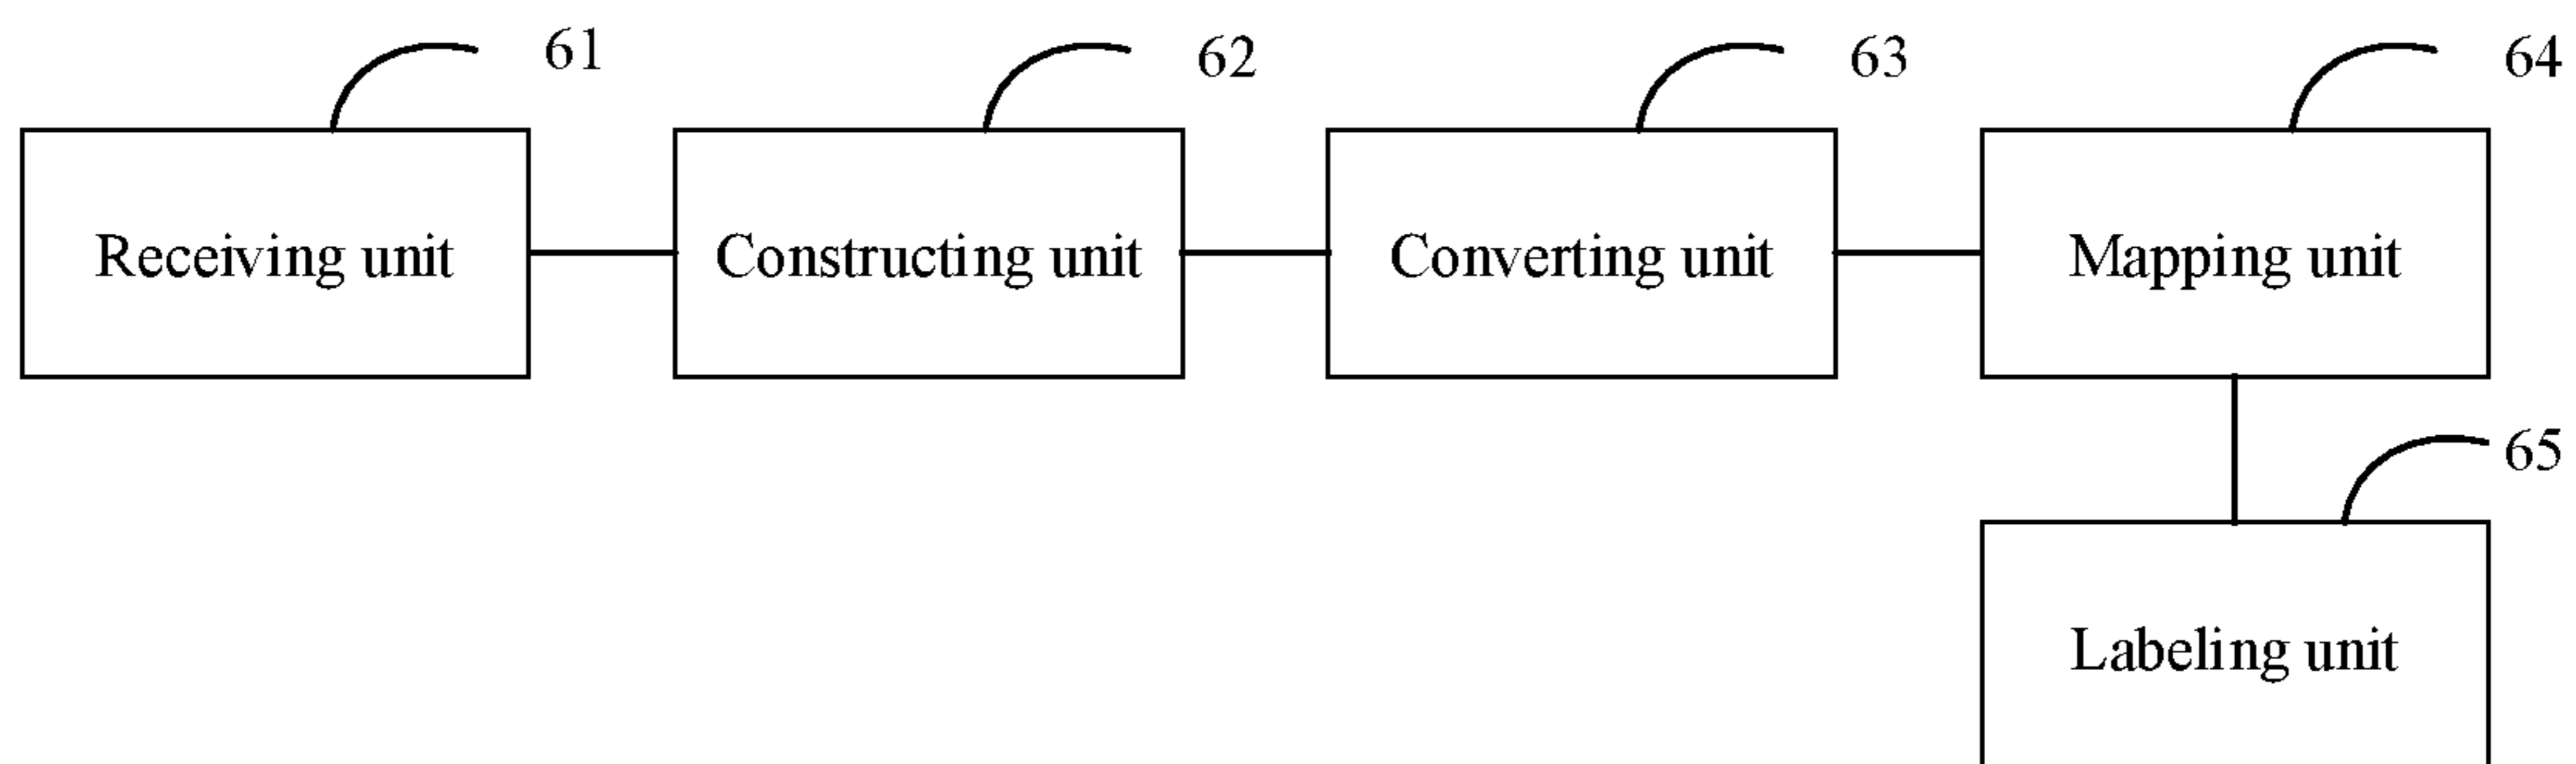 61
62
63
64
Receiving unit
Constructing unit
Converting unit
Mapping unit
65
Labeling unit